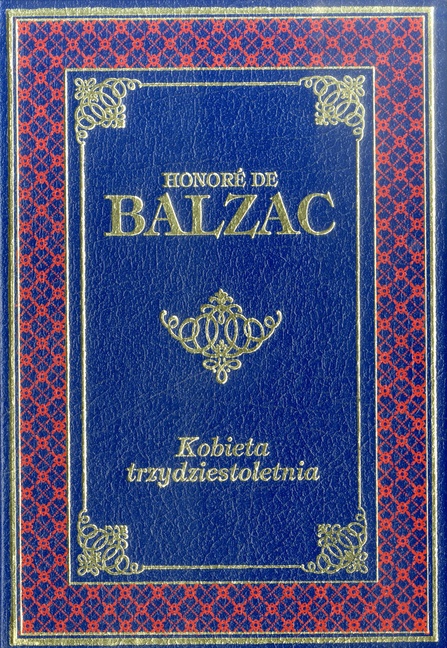 HONORÉ DE
BALZAC
Kobieta
trzydziestoletnia